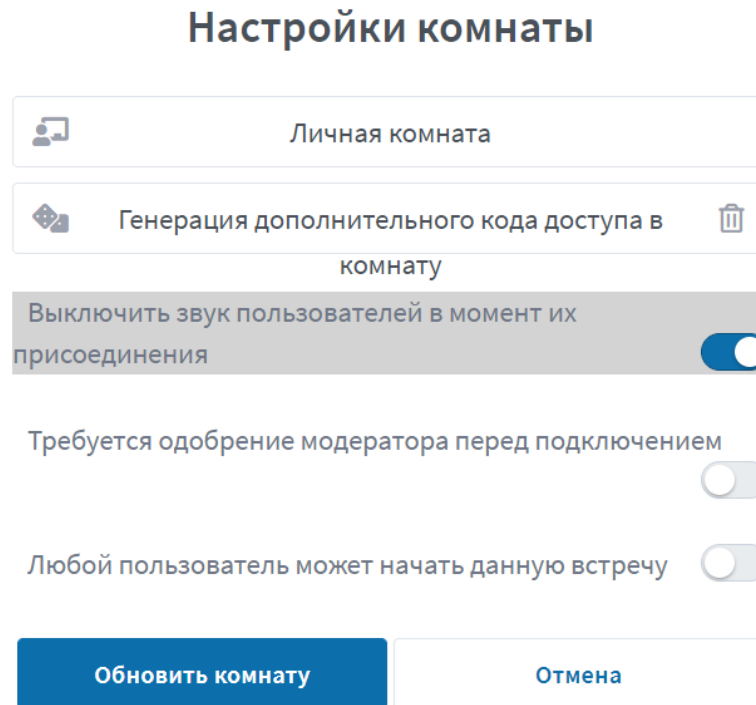 Настройки комнаты
Личная комната
Генерация дополнительного кода доступа в
комнату
Выключить звук пользователей в момент их
присоединения
Требуется одобрение модератора перед подключением
Любой пользователь может начать данную встречу
Обновить комнату
Отмена